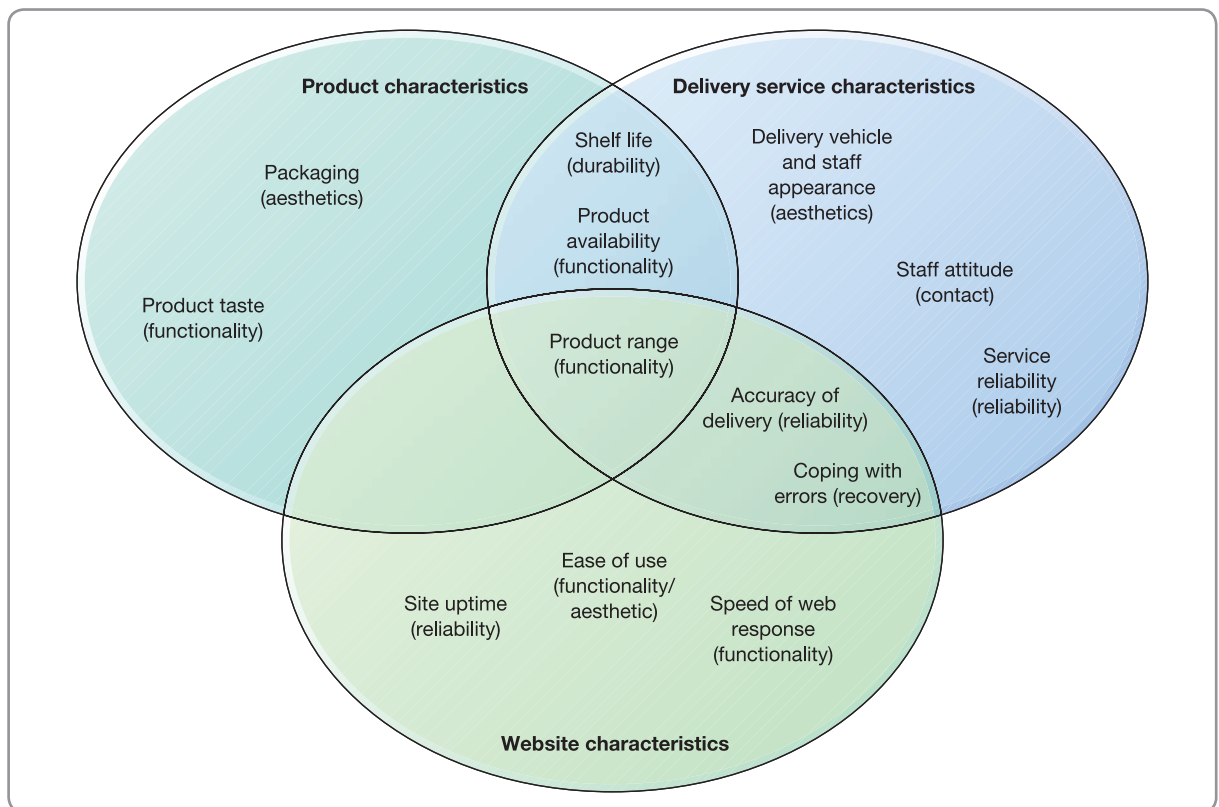 Product characteristics
Packaging
(aesthetics)
Product taste
(functionality)
Shelf life
(durability)
Product
availability
(functionality)
Product range
(functionality)
Delivery service characteristics
Delivery vehicle
and staff
appearance
(aesthetics)
Staff attitude
(contact)
Service
reliability
(reliability)
Accuracy of
delivery (reliability)
Coping with
errors (recovery)
Site uptime
(reliability)
Ease of use
(functionality/
aesthetic)
Speed of web
response
(functionality)
Website characteristics